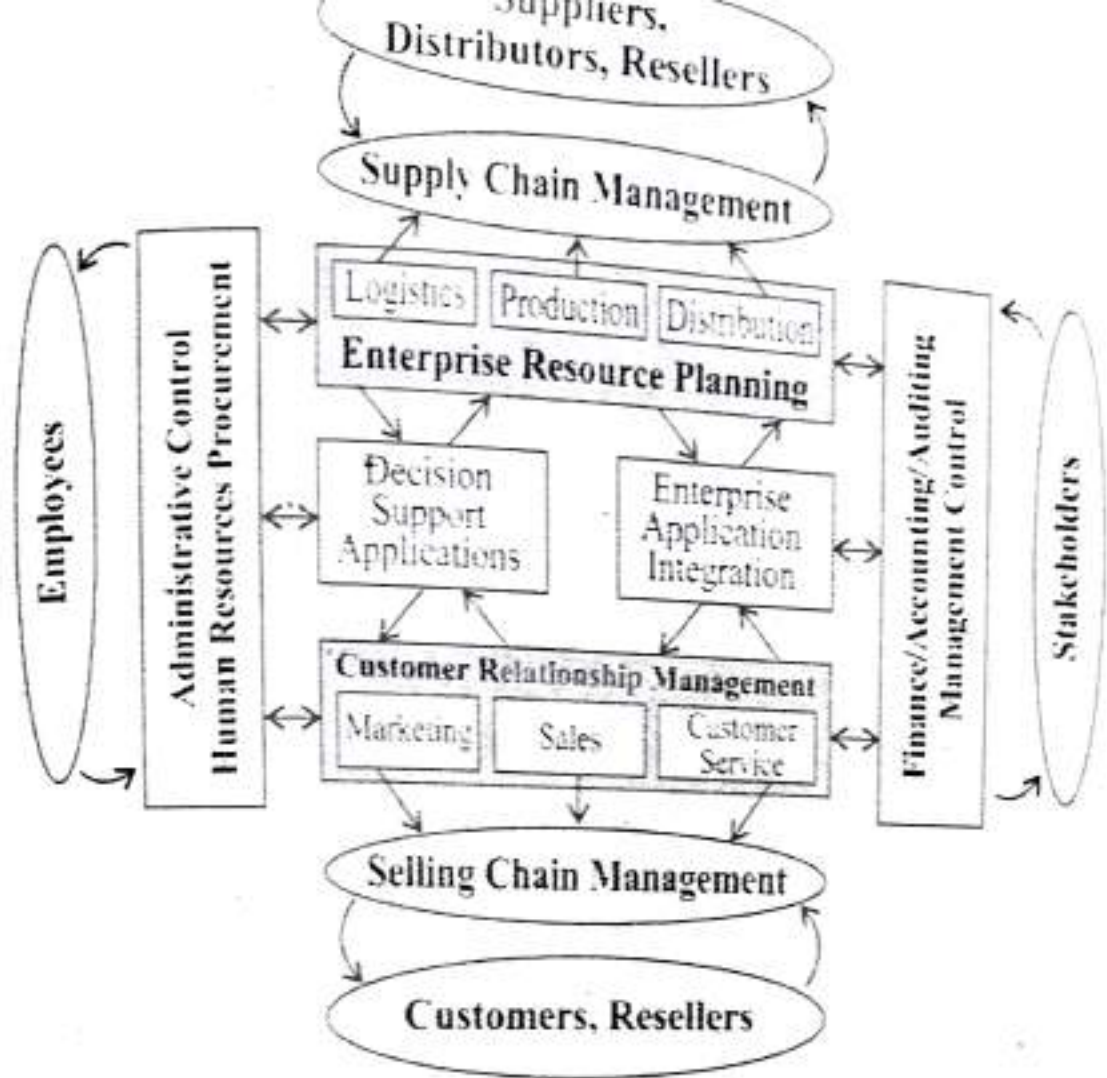 Suppliers,
Distributors, Resellers
Supply Chain Management
Logistics
Production
Distribution
Enterprise Resource Planning
Employees
Administrative Control
Human Resources Procurement
Decision
Support
Applications
Enterprise
Application
Integration
Finance/Accounting/Auditing
Management Control
Stakeholders
Customer Relationship Management
Marketing
Sales
Customer
Service
Selling Chain Management
Customers, Resellers